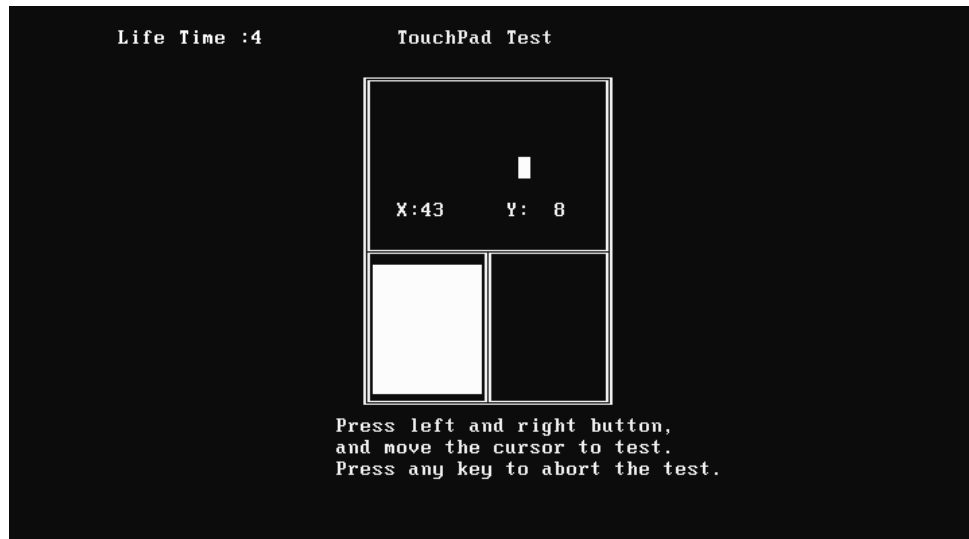 Life Time :4 TouchPad Test
X:43 Y: 8
Press left and right button,
and move the cursor to test.
Press any key to abort the test.